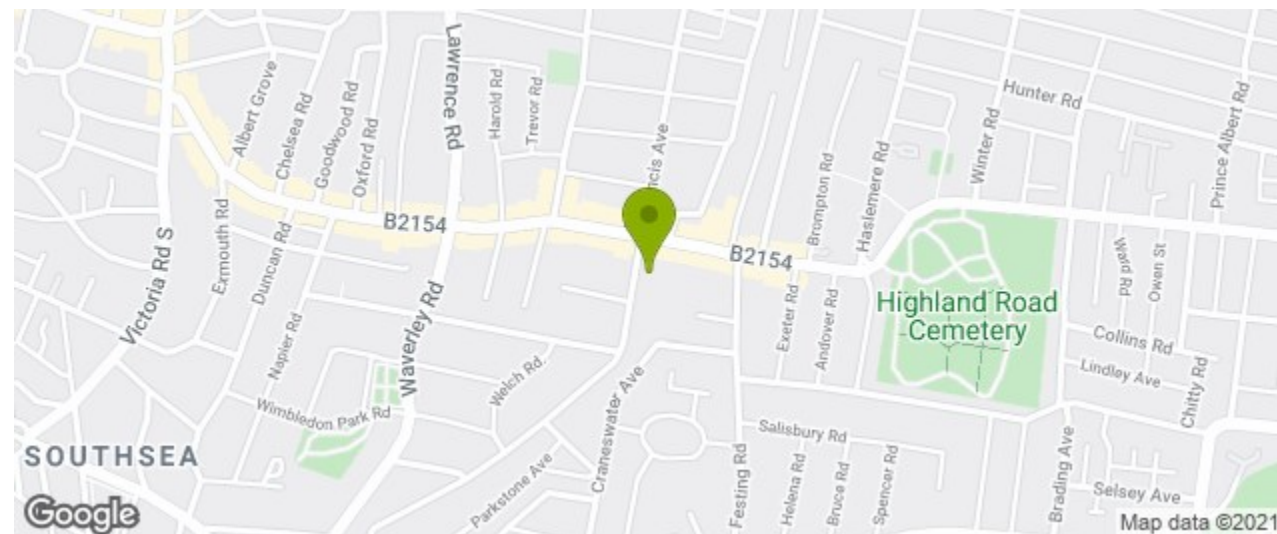 Lawrence Rd
Harold Rd
Trevor Rd
Albert Grove
Chelsea Rd
Goodwood Rd
Oxford Rd
Hunter Rd
Prince Albert Rd
Winter Rd
Brompton Rd
Haslemere Rd
B2154
B2154
Victoria Rd S
Exmouth Rd
Duncan Rd
Napier Rd
Waverley Rd
Welch Rd
Wimbledon Park Rd
Exeter Rd
Andover Rd
Highland Road
Cemetery
Ward Rd
Owen St
Collins Rd
Lindley Ave
Chitty Rd
SOUTHSEA
Craneswater Ave
Parkstone Ave
Festing Rd
Salisbury Rd
Helena Rd
Bruce Rd
Spencer Rd
Brading Ave
Selsey Ave
Google
Map data ©2021